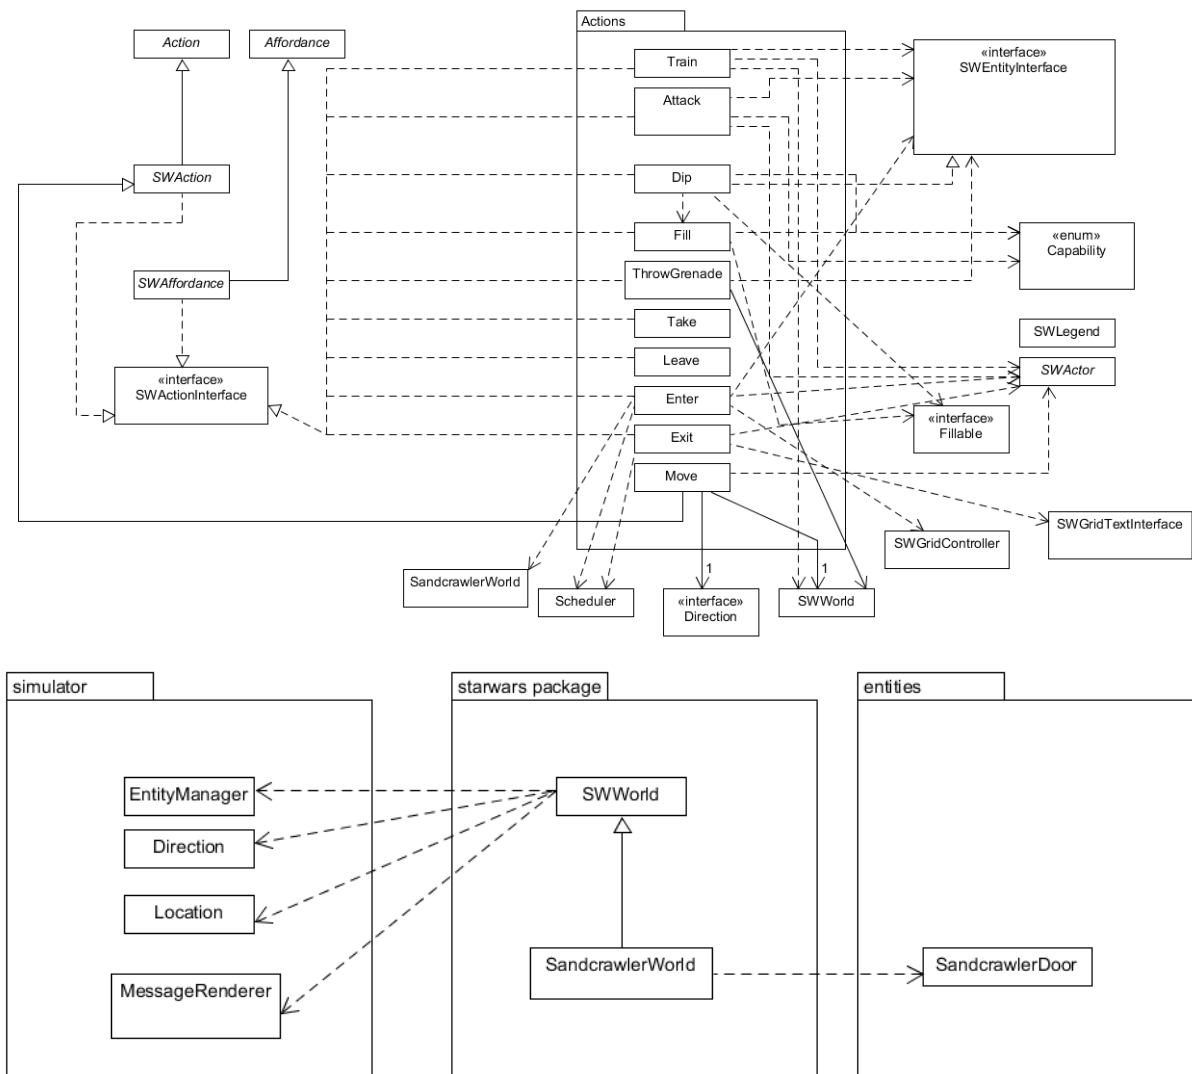 Actions
Action
Affordance
Train
«interface»
SWEntityInterface
Attack
SWAction
Dip
Fill
«enum»
Capability
SWAffordance
ThrowGrenade
Take
SWLegend
Leave
SWActor
«interface»
SWActionInterface
Enter
«interface»
Fillable
Exit
Move
SWGridTextInterface
SWGridController
1
1
SandcrawlerWorld
Scheduler
«interface»
Direction
SWWorld
simulator
starwars package
entities
EntityManager
SWWorld
Direction
Location
SandcrawlerWorld
SandcrawlerDoor
MessageRenderer